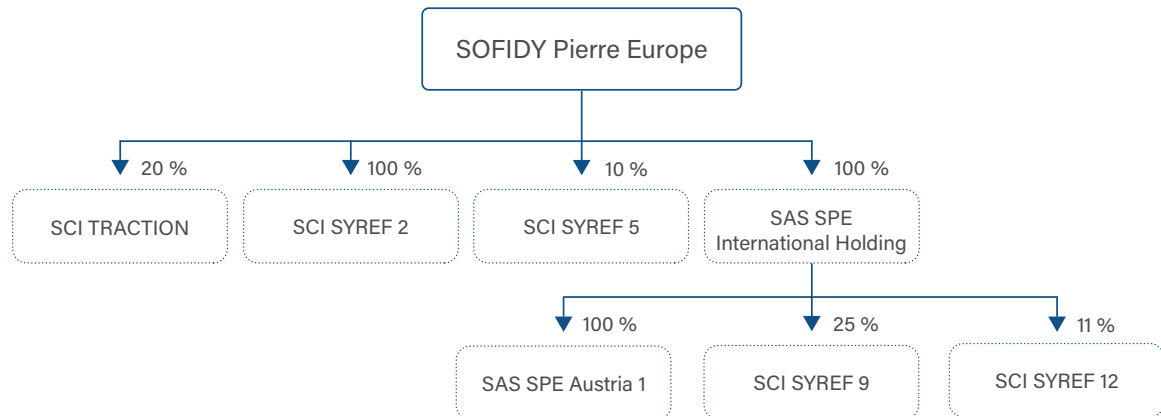 SOFIDY Pierre Europe
20 %
100 %
10 %
100 %
SCI TRACTION
SCI SYREF 2
SCI SYREF 5
SAS SPE
International Holding
100 %
25 %
11 %
SAS SPE Austria 1
SCI SYREF 9
SCI SYREF 12